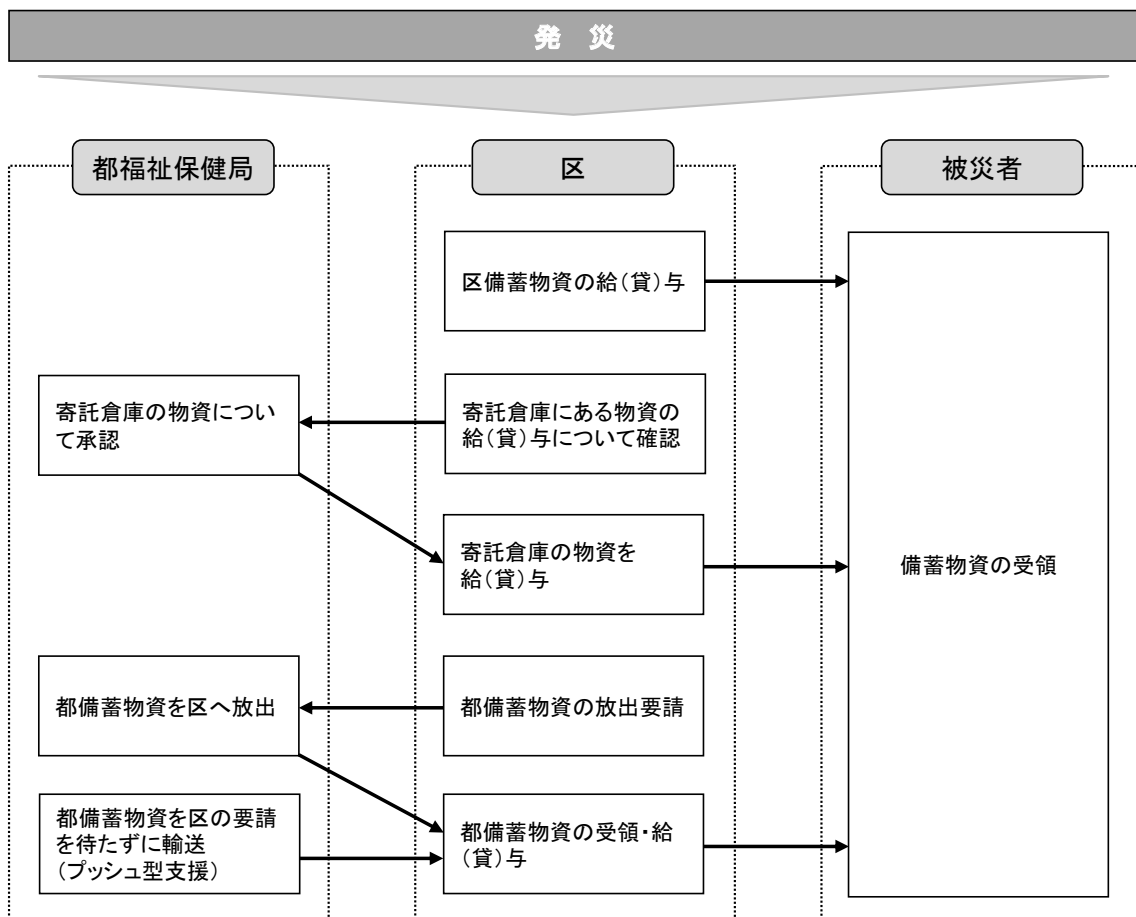 発 災
都福祉保健局
区
被災者
区備蓄物資の給(貸)与
寄託倉庫の物資につい
て承認
寄託倉庫にある物資の
給(貸)与について確認
寄託倉庫の物資を
給(貸)与
備蓄物資の受領
都備蓄物資を区へ放出
都備蓄物資の放出要請
都備蓄物資を区の要請
を待たずに輸送
(プッシュ型支援)
都備蓄物資の受領・給
(貸)与